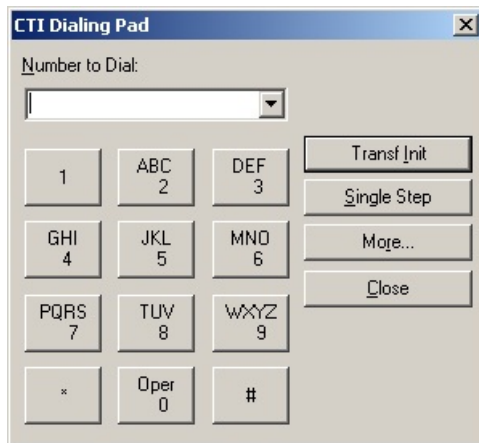 CTI Dialing Pad
Number to Dial:
1
ABC
2
DEF
3
GHI
4
JKL
5
MNO
6
PQRS
7
TUV
8
WXYZ
9
*
Oper
0
#
Transf Init
Single Step
More...
Close